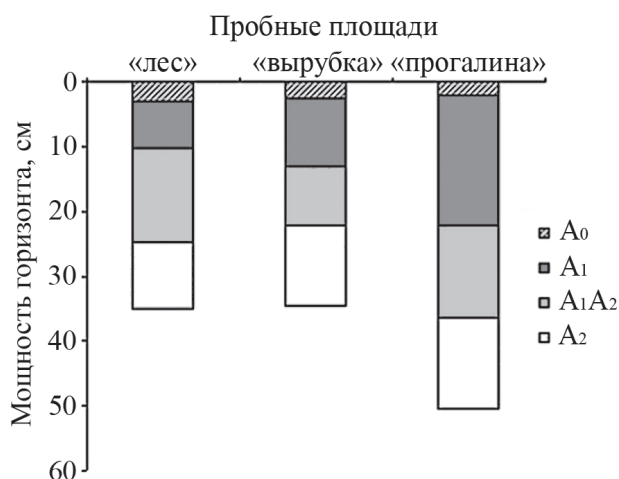 Пробные площади
«лес» «вырубка» «прогалина»
Мощность горизонта, см
0
10
20
30
40
50
60
A0
A1
A1A2
A2